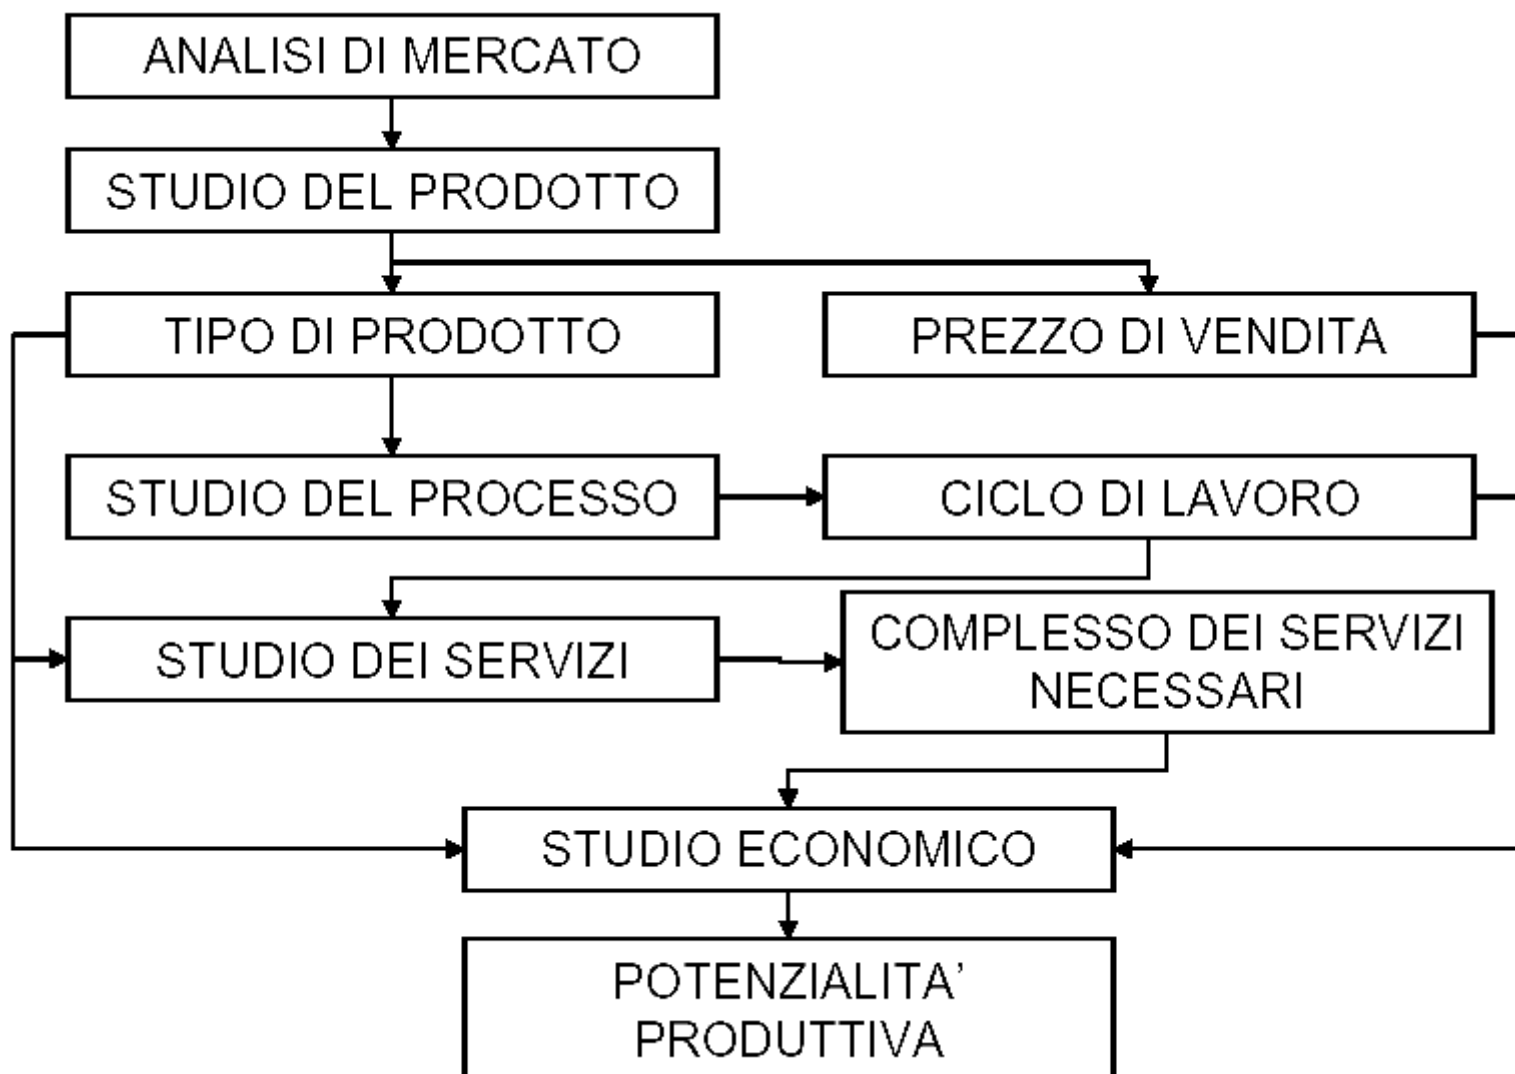 ANALISI DI MERCATO
STUDIO DEL PRODOTTO
TIPO DI PRODOTTO
PREZZO DI VENDITA
STUDIO DEL PROCESSO
CICLO DI LAVORO
STUDIO DEI SERVIZI
COMPLESSO DEI SERVIZI
NECESSARI
STUDIO ECONOMICO
POTENZIALITA’
PRODUTTIVA